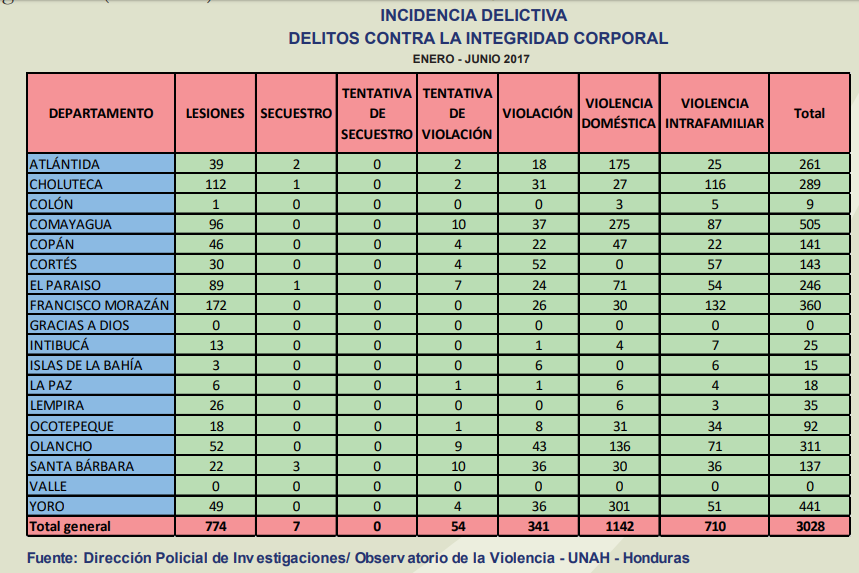 INCIDENCIA DELICTIVA
DELITOS CONTRA LA INTEGRIDAD CORPORAL
ENERO - JUNIO 2017
DEPARTAMENTO LESIONES SECUESTRO TENTATIVA DE SECUESTRO TENTATIVA DE VIOLACIÓN VIOLACIÓN VIOLENCIA DOMÉSTICA VIOLENCIA INTRAFAMILIAR Total
ATLÁNTIDA 39 2 0 2 18 175 25 261
CHOLUTECA 112 1 0 2 31 27 116 289
COLÓN 1 0 0 0 0 3 5 9
COMAYAGUA 96 0 0 10 37 275 87 505
COPÁN 46 0 0 4 22 47 22 141
CORTÉS 30 0 0 4 52 0 57 143
EL PARAISO 89 1 0 7 24 71 54 246
FRANCISCO MORAZÁN 172 0 0 0 26 30 132 360
GRACIAS A DIOS 0 0 0 0 0 0 0 0
INTIBUCÁ 13 0 0 0 1 4 7 25
ISLAS DE LA BAHÍA 3 0 0 0 6 0 6 15
LA PAZ 6 0 0 1 1 6 4 18
LEMPIRA 26 0 0 0 0 6 3 35
OCOTEPEQUE 18 0 0 1 8 31 34 92
OLANCHO 52 0 0 9 43 136 71 311
SANTA BÁRBARA 22 3 0 10 36 30 36 137
VALLE 0 0 0 0 0 0 0 0
YORO 49 0 0 4 36 301 51 441
Total general 774 7 0 54 341 1142 710 3028
Fuente: Dirección Policial de Investigaciones/ Observatorio de la Violencia - UNAH - Honduras